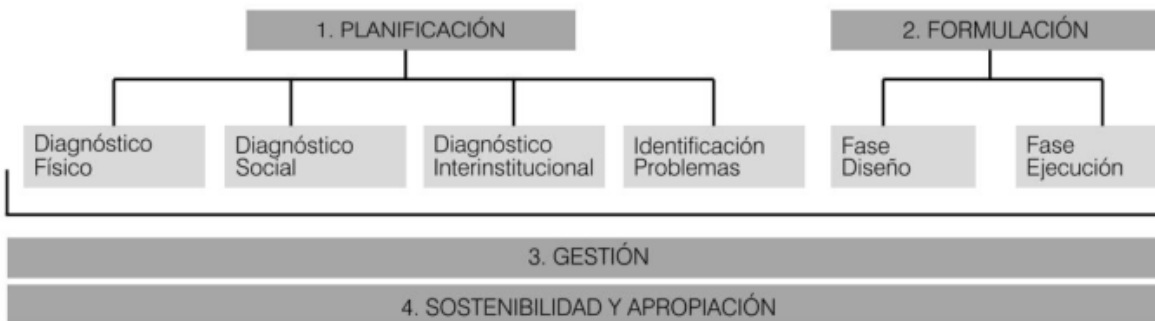 1. PLANIFICACIÓN
2. FORMULACIÓN
Diagnóstico
Físico
Diagnóstico
Social
Diagnóstico
Interinstitucional
Identificación
Problemas
Fase
Diseño
Fase
Ejecución
3. GESTIÓN
4. SOSTENIBILIDAD Y APROPIACIÓN